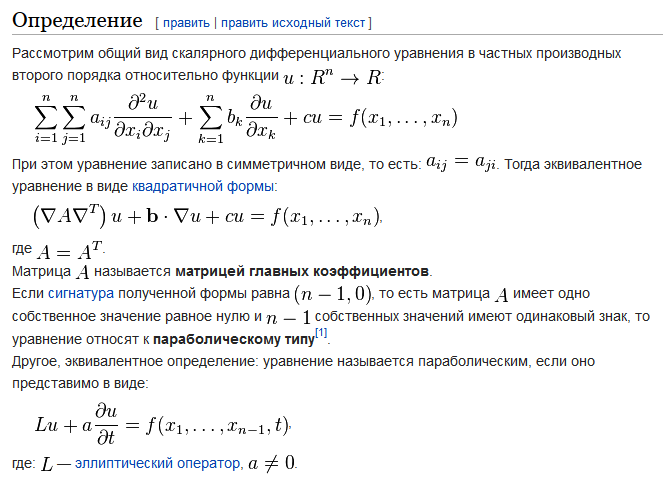 Определение [ править | править исходный текст ]
Рассмотрим общий вид скалярного дифференциального уравнения в частных производных
второго порядка относительно функции $u : R^n \to R$:
$\sum_{i=1}^{n} \sum_{j=1}^{n} a_{ij} \frac{\partial^2 u}{\partial x_i \partial x_j} + \sum_{k=1}^{n} b_k \frac{\partial u}{\partial x_k} + cu = f(x_1, \ldots, x_n)$
При этом уравнение записано в симметричном виде, то есть: $a_{ij} = a_{ji}$. Тогда эквивалентное
уравнение в виде квадратичной формы:
$\left(\nabla A \nabla^T\right) u + \mathbf{b} \cdot \nabla u + cu = f(x_1, \ldots, x_n)$,
где $A = A^T$.
Матрица $A$ называется матрицей главных коэффициентов.
Если сигнатура полученной формы равна $(n-1, 0)$, то есть матрица $A$ имеет одно
собственное значение равное нулю и $n-1$ собственных значений имеют одинаковый знак, то
уравнение относят к параболическому типу[1].
Другое, эквивалентное определение: уравнение называется параболическим, если оно
представимо в виде:
$Lu + a \frac{\partial u}{\partial t} = f(x_1, \ldots, x_{n-1}, t)$,
где: $L$ — эллиптический оператор, $a \neq 0$.